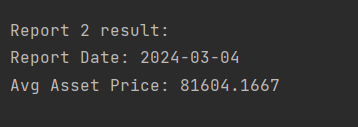 Report 2 result:
Report Date: 2024-03-04
Avg Asset Price: 81604.1667